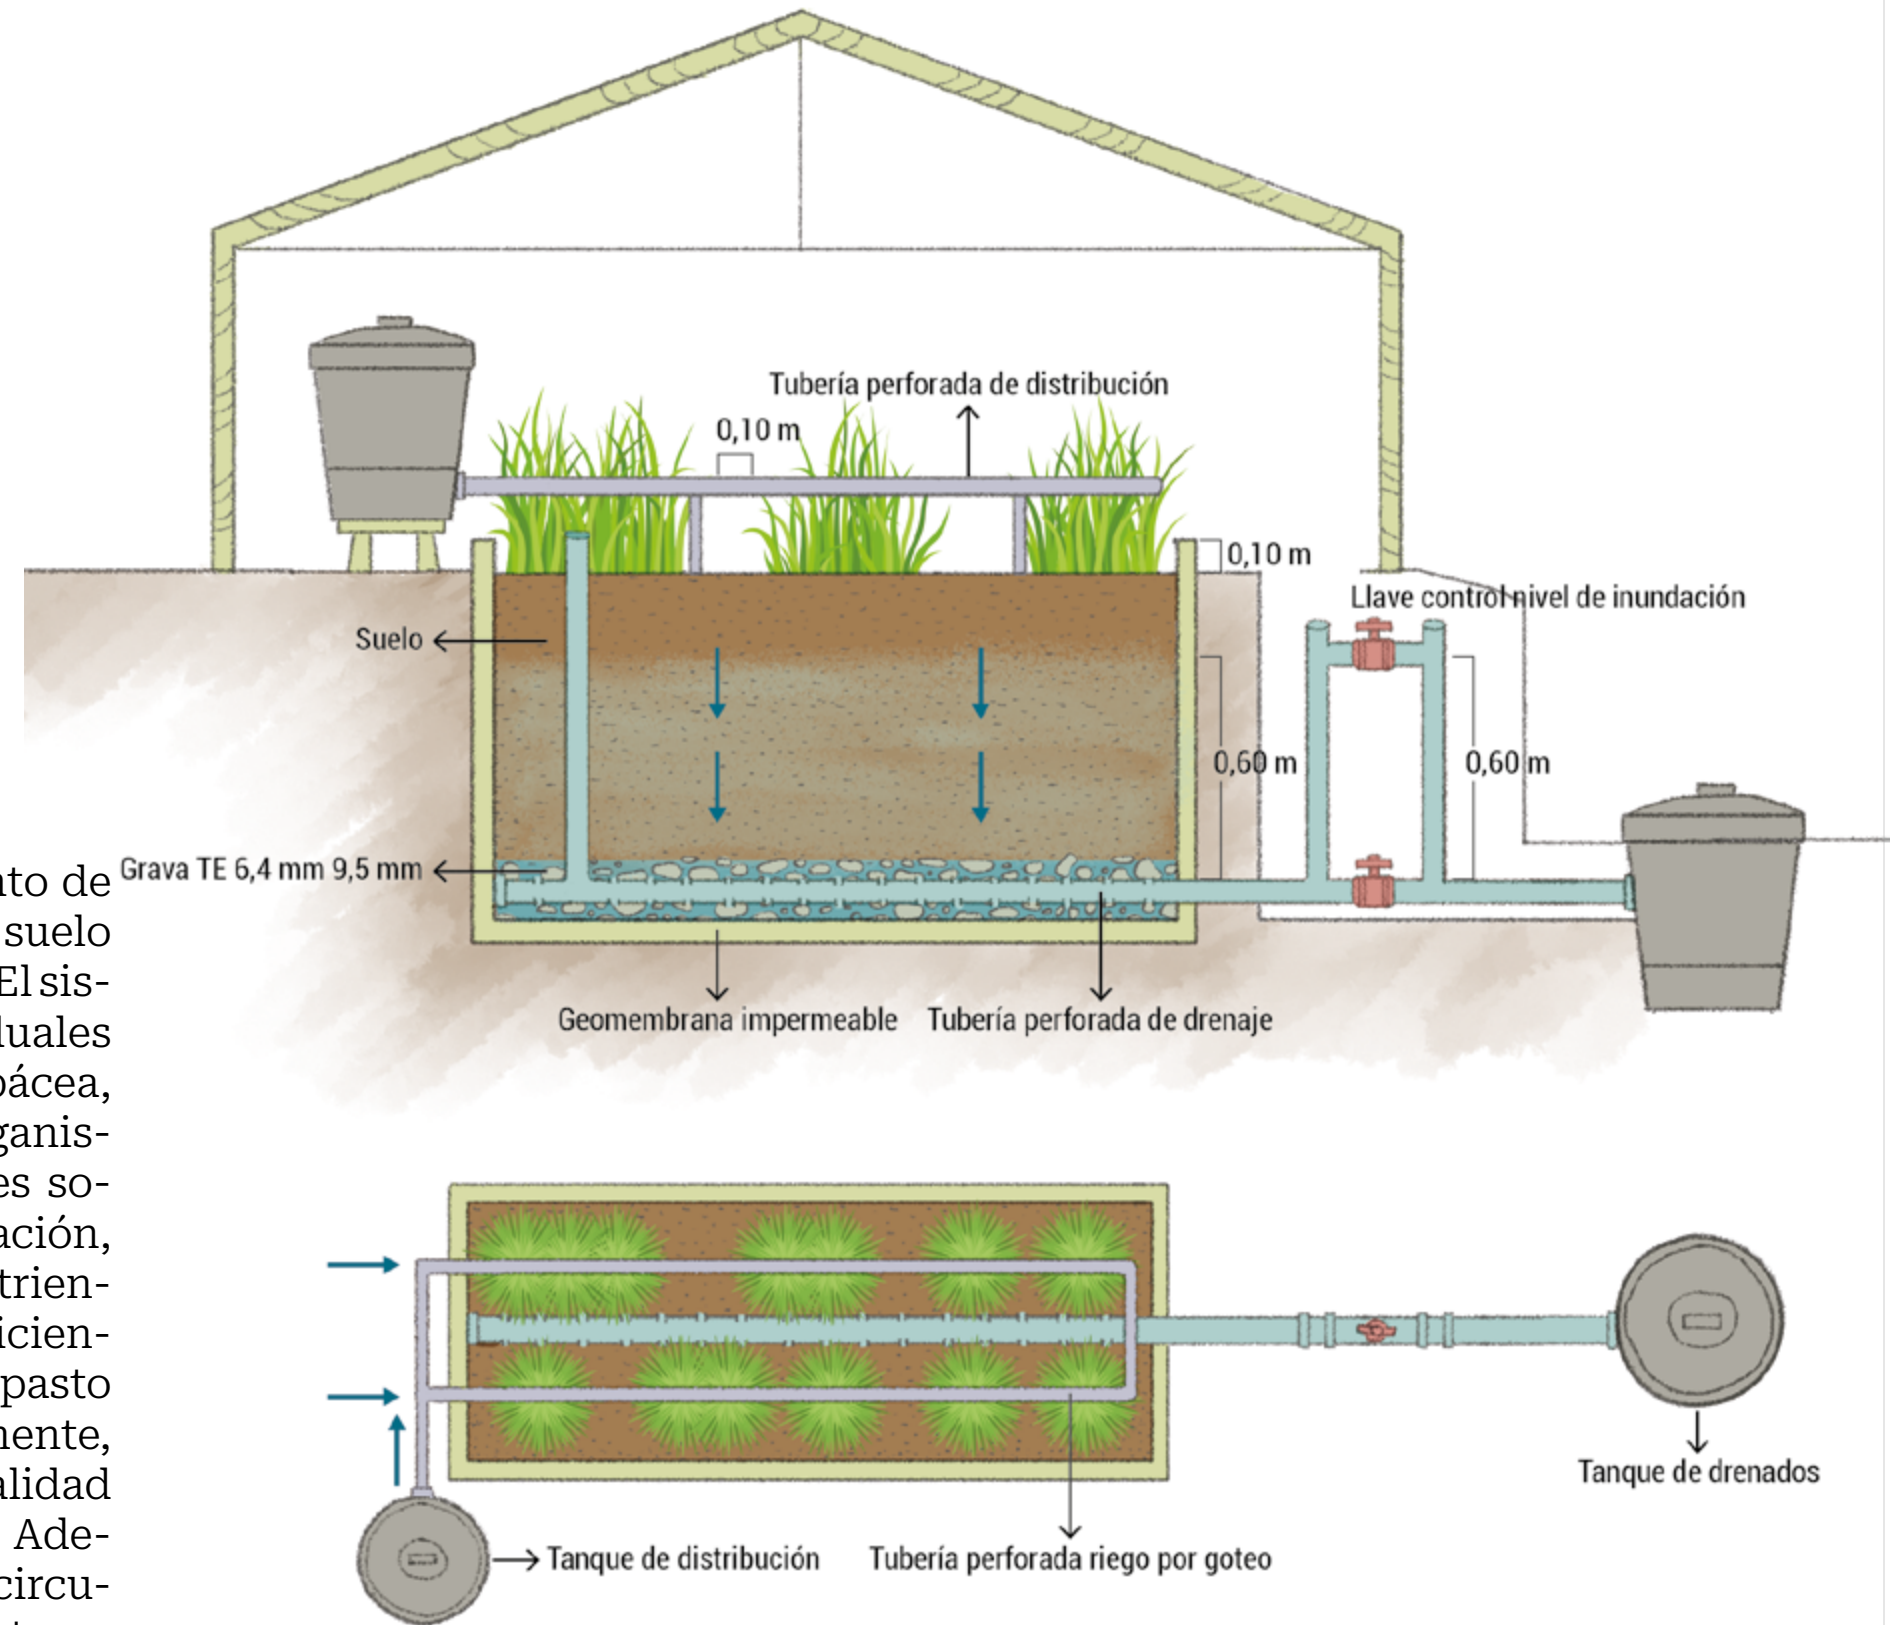 Tubería perforada de distribución
0,10 m
0,10 m
Llave control nivel de inundación
Suelo
0,60 m
0,60 m
Grava TE 6,4 mm 9,5 mm
Geomembrana impermeable
Tubería perforada de drenaje
Tanque de drenados
Tanque de distribución
Tubería perforada riego por goteo
nto de
suelo
El sis-
duales
bácea,
ganis-
es so-
ación,
trien-
icien-
pasto
mente,
alidad
Ade-
circu-